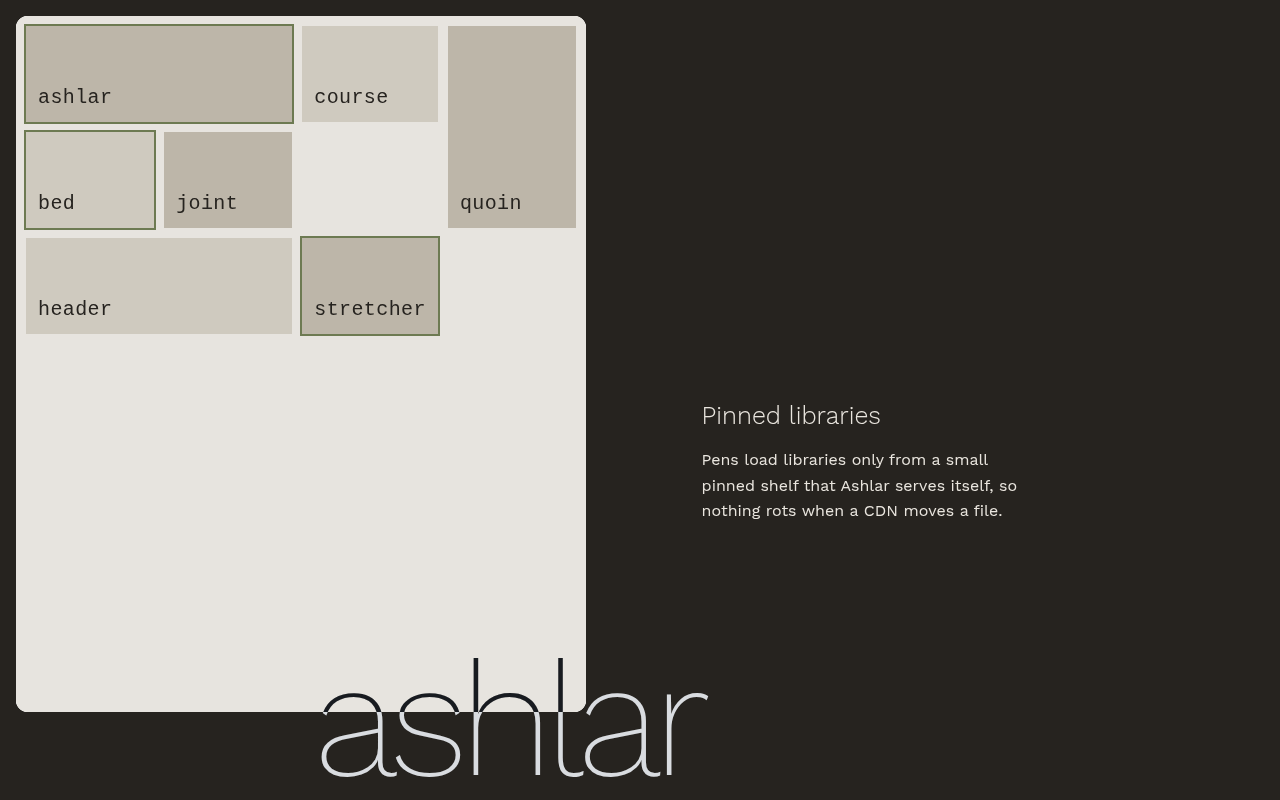 ashlar
course
bed
joint
quoin
header
stretcher
Pinned libraries
Pens load libraries only from a small
pinned shelf that Ashlar serves itself, so
nothing rots when a CDN moves a file.
ashlar